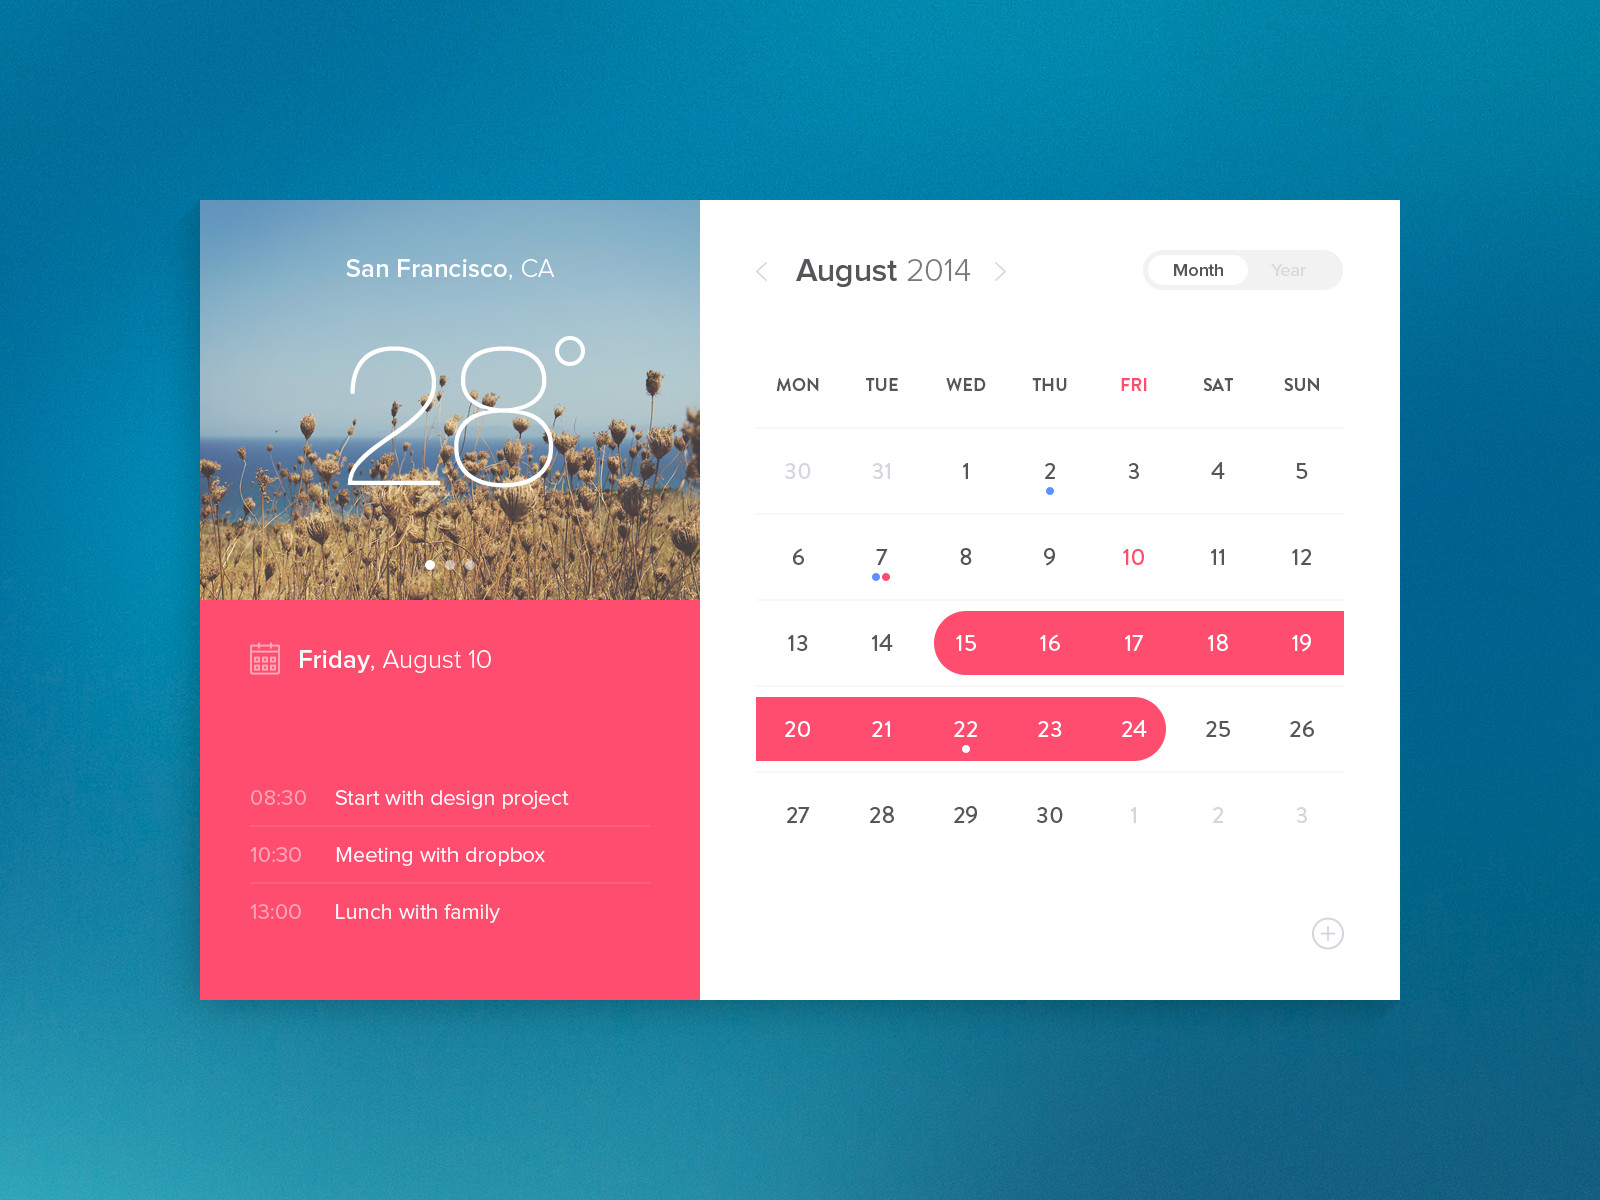 San Francisco, CA
28°
Friday, August 10
08:30 Start with design project
10:30 Meeting with dropbox
13:00 Lunch with family
August 2014
Month Year
MON TUE WED THU FRI SAT SUN
30 31 1 2 3 4 5
6 7 8 9 10 11 12
13 14 15 16 17 18 19
20 21 22 23 24 25 26
27 28 29 30 1 2 3